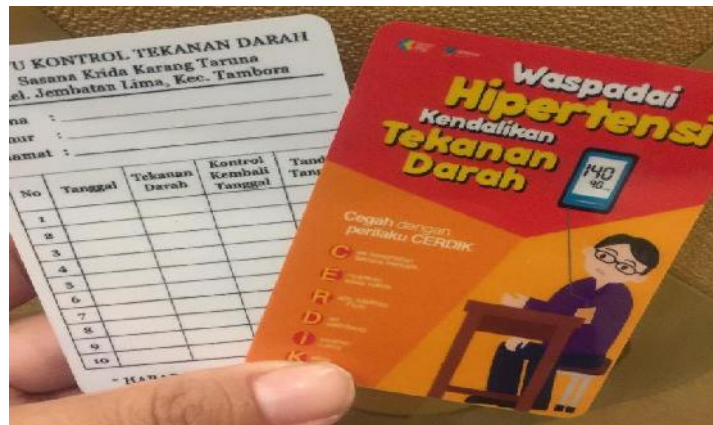 U KONTROL TEKANAN DARAH
Sasana Krida Karang Taruna
el. Jembatan Lima, Kec. Tambora
ma :
mur :
amat :
No Tanggal Tekanan Darah Kontrol Kembali Tanggal Tand Tang
1
2
3
4
5
6
7
8
9
10
Waspadai
Hipertensi
Kendalikan
Tekanan
Darah
140
90
Cegah dengan
perilaku CERDIK
C
E
R
D
I
K